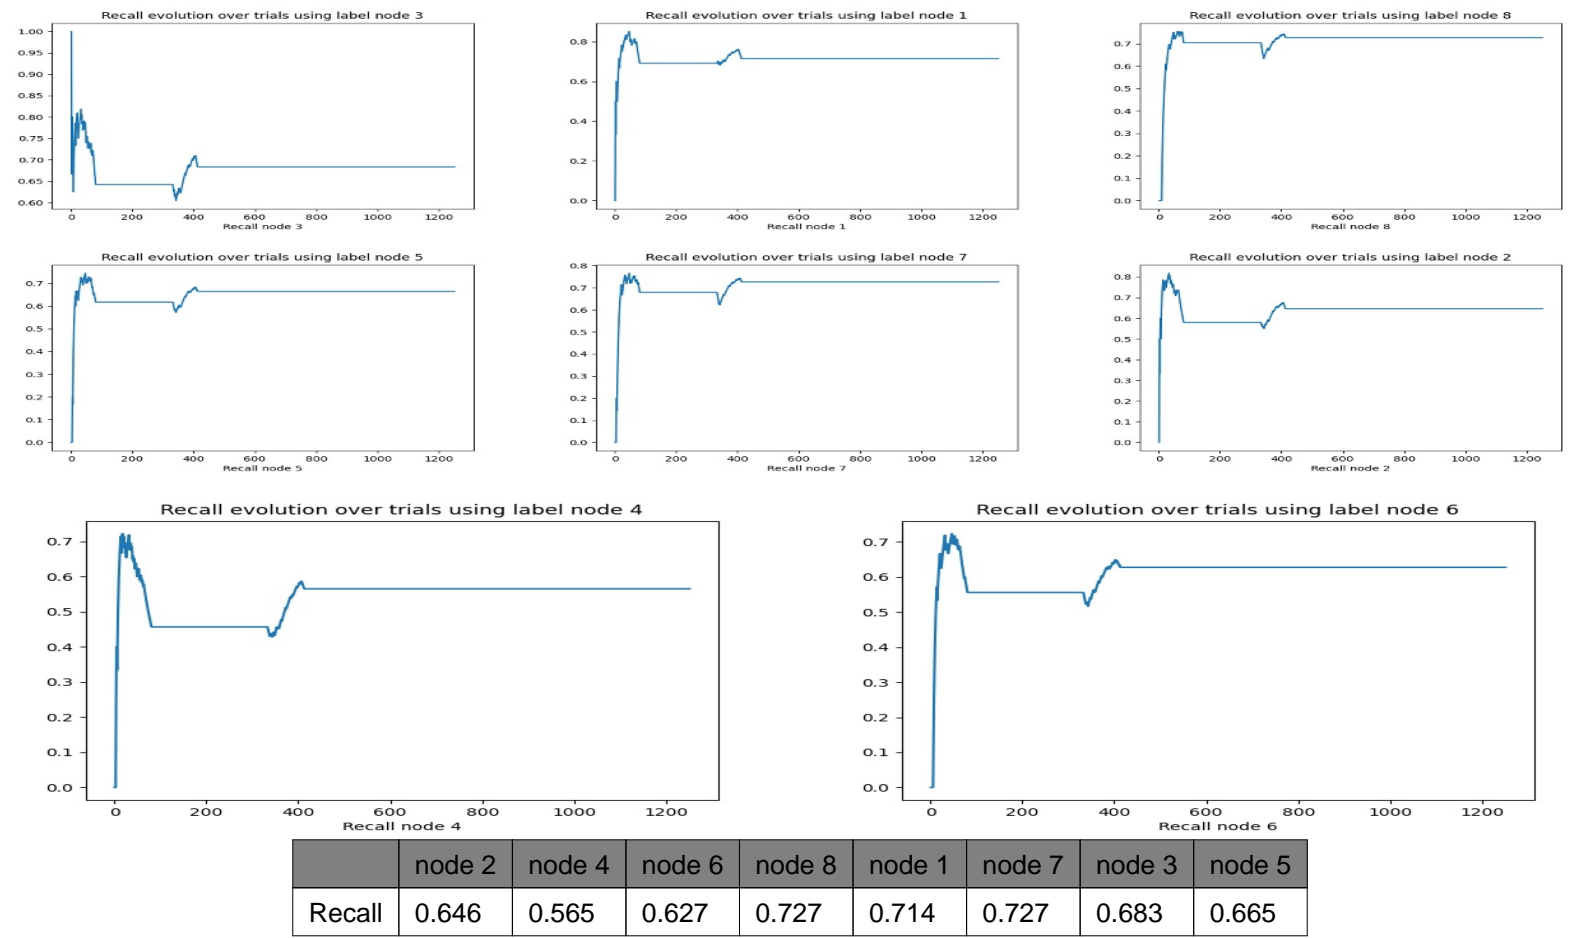 Recall evolution over trials using label node 3
1.00
0.95
0.90
0.85
0.80
0.75
0.70
0.65
0.60
0 200 400 600 800 1000 1200
Recall node 3
Recall evolution over trials using label node 1
0.8
0.6
0.4
0.2
0.0
0 200 400 600 800 1000 1200
Recall node 1
Recall evolution over trials using label node 8
0.7
0.6
0.5
0.4
0.3
0.2
0.1
0.0
0 200 400 600 800 1000 1200
Recall node 8
Recall evolution over trials using label node 5
0.7
0.6
0.5
0.4
0.3
0.2
0.1
0.0
0 200 400 600 800 1000 1200
Recall node 5
Recall evolution over trials using label node 7
0.8
0.7
0.6
0.5
0.4
0.3
0.2
0.1
0.0
0 200 400 600 800 1000 1200
Recall node 7
Recall evolution over trials using label node 2
0.8
0.7
0.6
0.5
0.4
0.3
0.2
0.1
0.0
0 200 400 600 800 1000 1200
Recall node 2
Recall evolution over trials using label node 4
0.7
0.6
0.5
0.4
0.3
0.2
0.1
0.0
0 200 400 600 800 1000 1200
Recall node 4
Recall evolution over trials using label node 6
0.7
0.6
0.5
0.4
0.3
0.2
0.1
0.0
0 200 400 600 800 1000 1200
Recall node 6
node 2 node 4 node 6 node 8 node 1 node 7 node 3 node 5
Recall 0.646 0.565 0.627 0.727 0.714 0.727 0.683 0.665